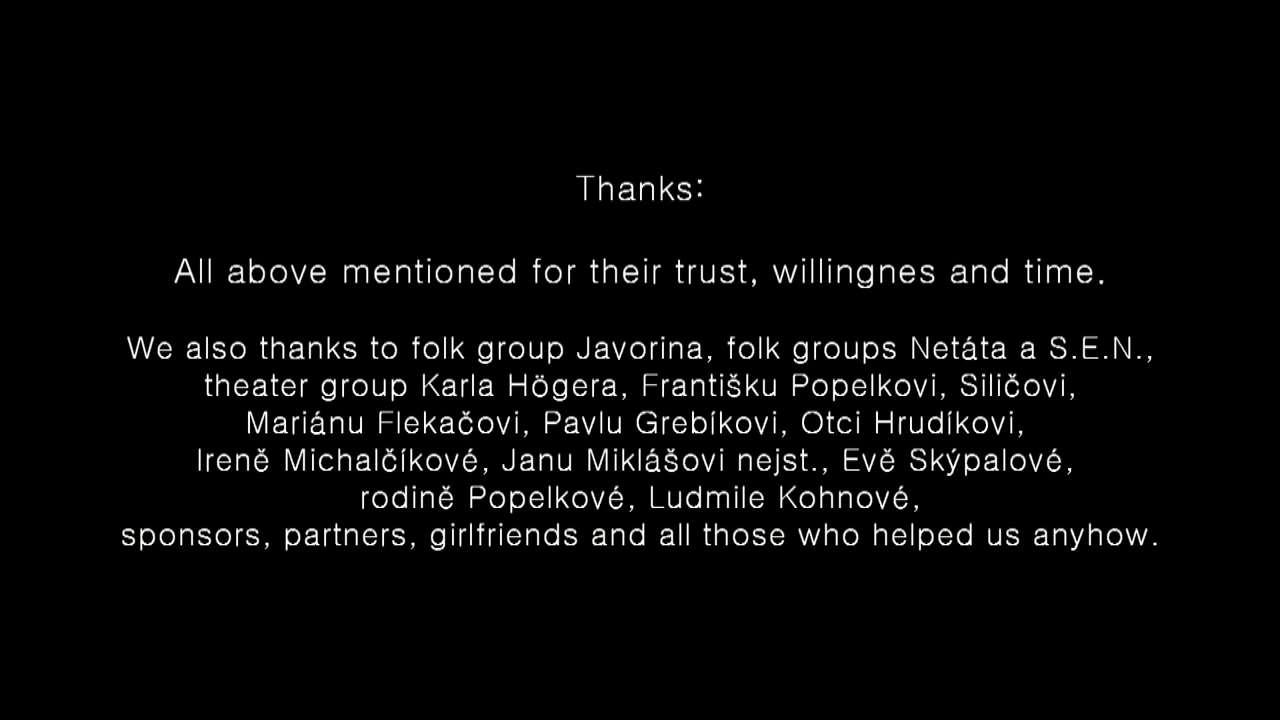 Thanks:
All above mentioned for their trust, willingnes and time.
We also thanks to folk group Javorina, folk groups Netáta a S.E.N.,
theater group Karla Högera, Františku Popelkovi, Siličovi,
Mariánu Flekačovi, Pavlu Grebíkovi, Otci Hrudíkovi,
Ireně Michalčíkové, Janu Miklášovi nejst., Evě Skýpalové,
rodině Popelkové, Ludmile Kohnové,
sponsors, partners, girlfriends and all those who helped us anyhow.